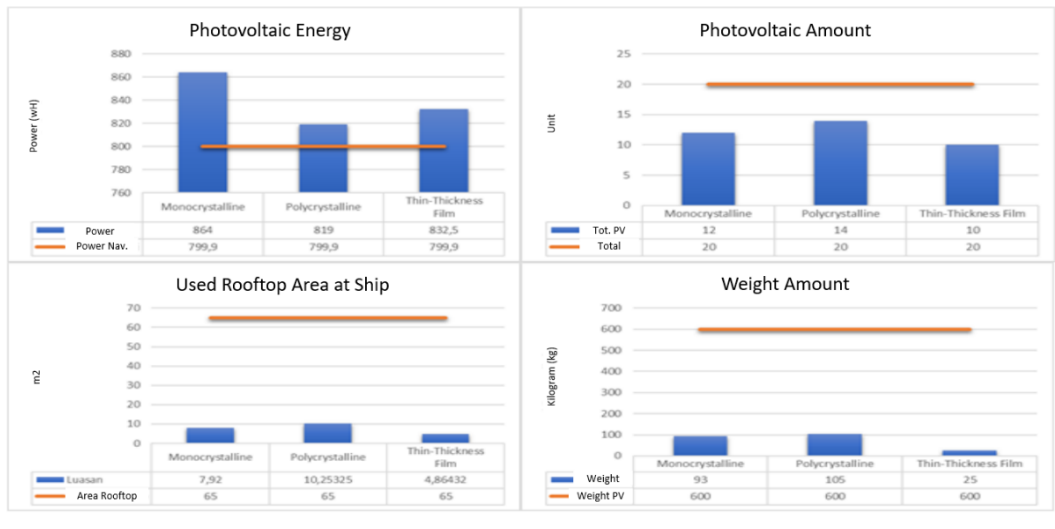 Photovoltaic Energy
880
860
840
820
800
780
760
Power (wH)
Monocrystalline Polycrystalline Thin-Thickness Film
Power 864 819 832,5
Power Nav. 799,9 799,9 799,9
Photovoltaic Amount
25
20
15
10
5
0
Unit
Monocrystalline Polycrystalline Thin-Thickness Film
Tot. PV 12 14 10
Total 20 20 20
Used Rooftop Area at Ship
70
60
50
40
30
20
10
0
m2
Monocrystalline Polycrystalline Thin-Thickness Film
Luasan 7,92 10,25325 4,86432
Area Rooftop 65 65 65
Weight Amount
700
600
500
400
300
200
100
0
Kilogram (kg)
Monocrystalline Polycrystalline Thin-Thickness Film
Weight 93 105 25
Weight PV 600 600 600